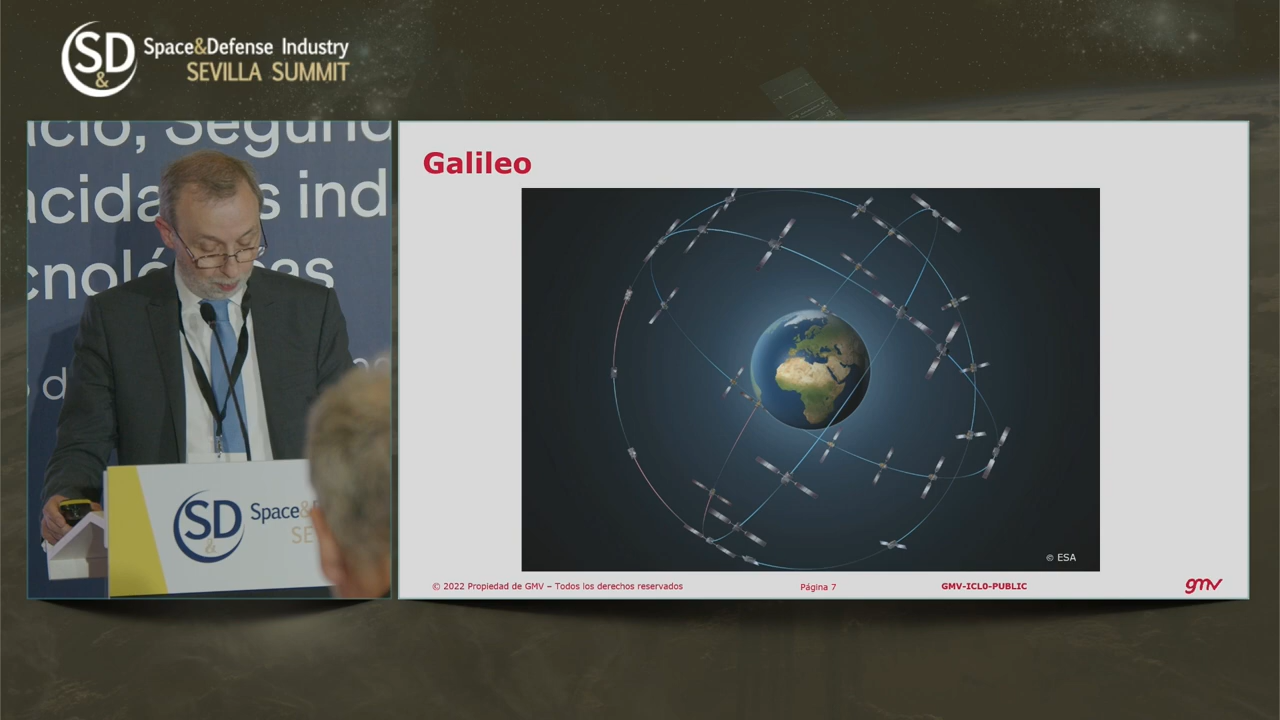 SD
&
Space&Defense Industry
SEVILLA SUMMIT
Galileo
© ESA
© 2022 Propiedad de GMV – Todos los derechos reservados
Página 7
GMV-ICL0-PUBLIC
gmv
SD
&
Space&
SE